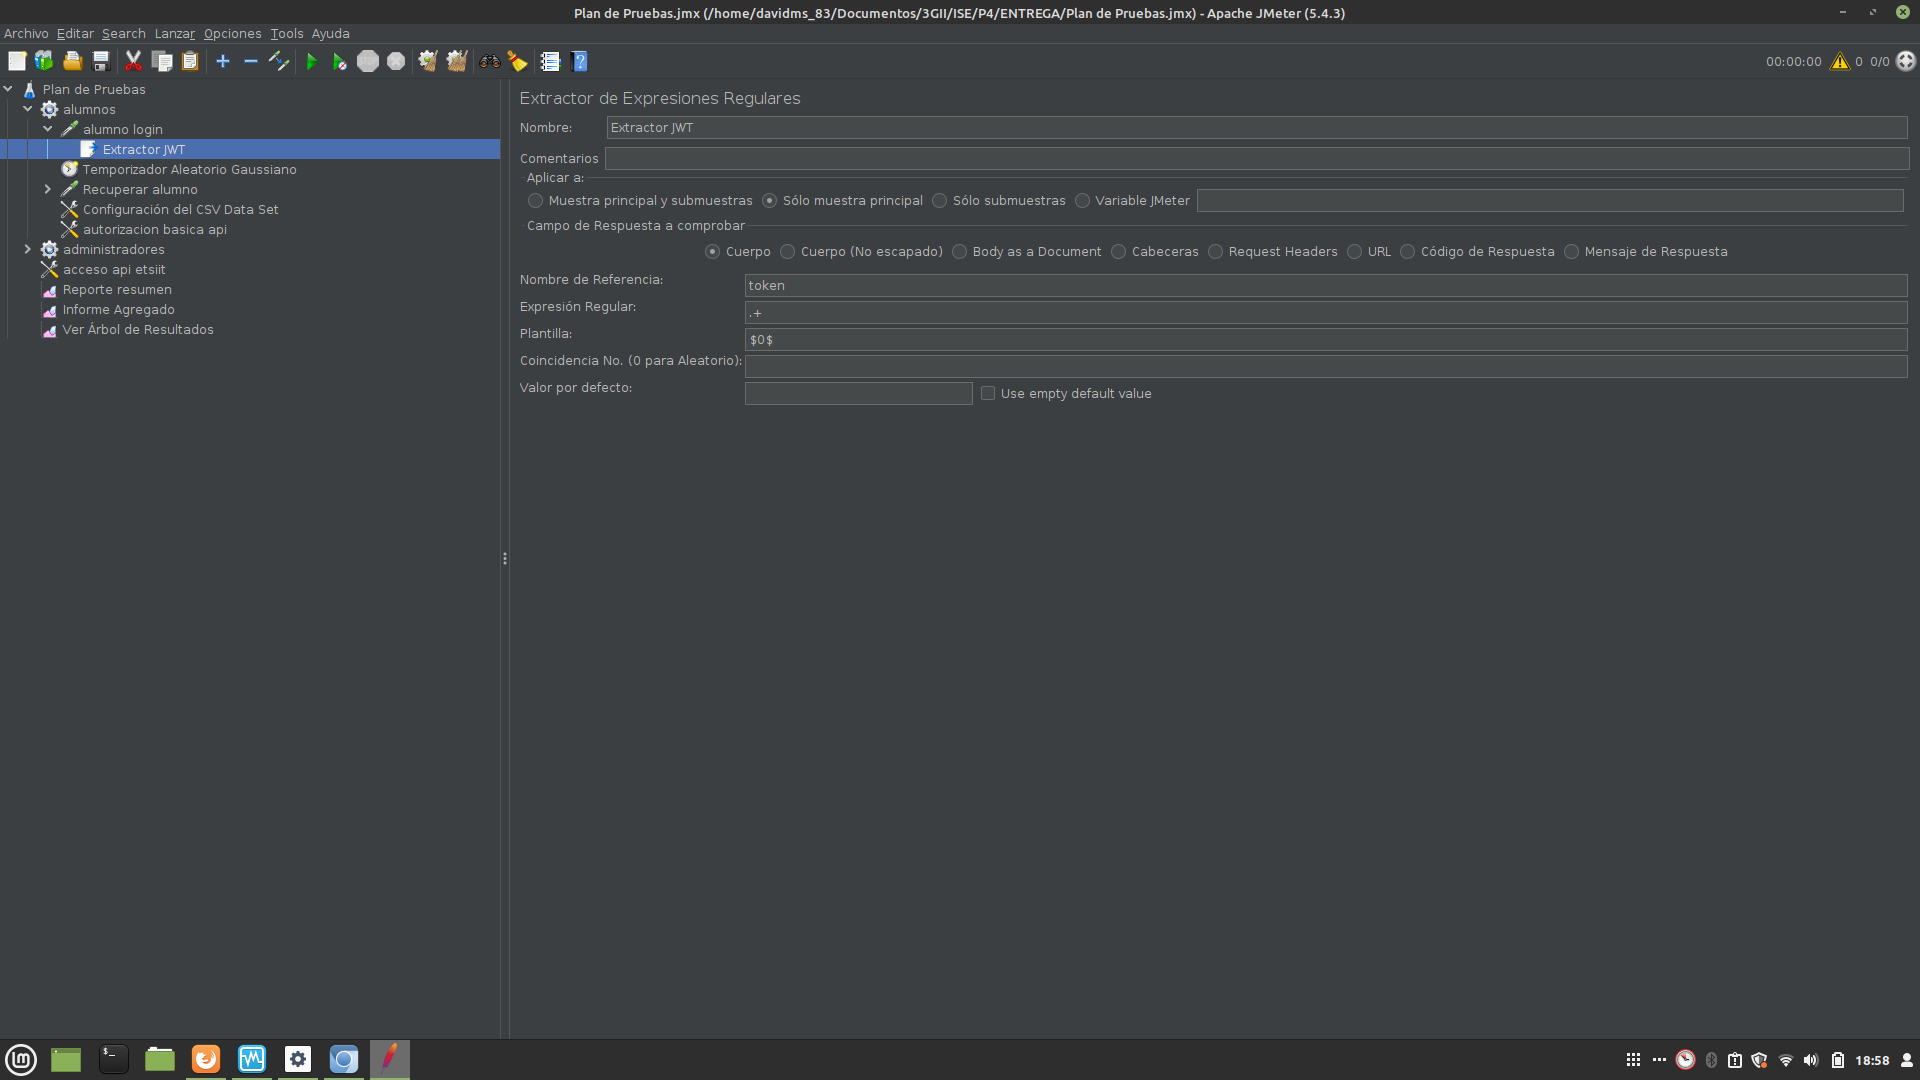 Plan de Pruebas.jmx (/home/davidms_83/Documentos/3GII/ISE/P4/ENTREGA/Plan de Pruebas.jmx) - Apache JMeter (5.4.3)
Archivo Editar Search Lanzar Opciones Tools Ayuda
00:00:00 0 0/0
Plan de Pruebas
alumnos
alumno login
Extractor JWT
Temporizador Aleatorio Gaussiano
Recuperar alumno
Configuración del CSV Data Set
autorizacion basica api
administradores
acceso api etsiit
Reporte resumen
Informe Agregado
Ver Árbol de Resultados
Extractor de Expresiones Regulares
Nombre: Extractor JWT
Comentarios
Aplicar a:
Muestra principal y submuestras Sólo muestra principal Sólo submuestras Variable JMeter
Campo de Respuesta a comprobar
Cuerpo Cuerpo (No escapado) Body as a Document Cabeceras Request Headers URL Código de Respuesta Mensaje de Respuesta
Nombre de Referencia: token
Expresión Regular: .+
Plantilla: $0$
Coincidencia No. (0 para Aleatorio):
Valor por defecto: Use empty default value
18:58